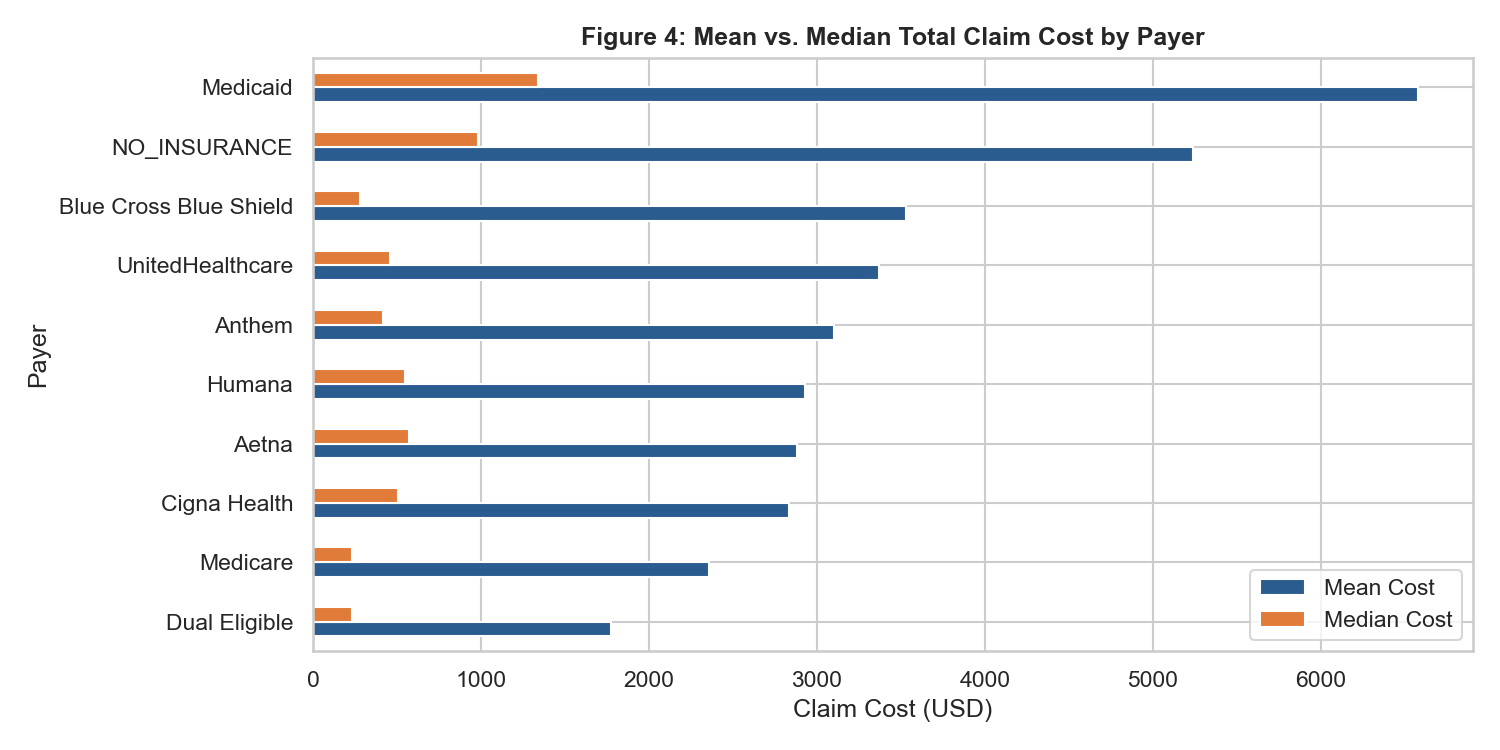 Figure 4: Mean vs. Median Total Claim Cost by Payer
Payer
Medicaid
NO_INSURANCE
Blue Cross Blue Shield
UnitedHealthcare
Anthem
Humana
Aetna
Cigna Health
Medicare
Dual Eligible
Mean Cost
Median Cost
0 1000 2000 3000 4000 5000 6000
Claim Cost (USD)